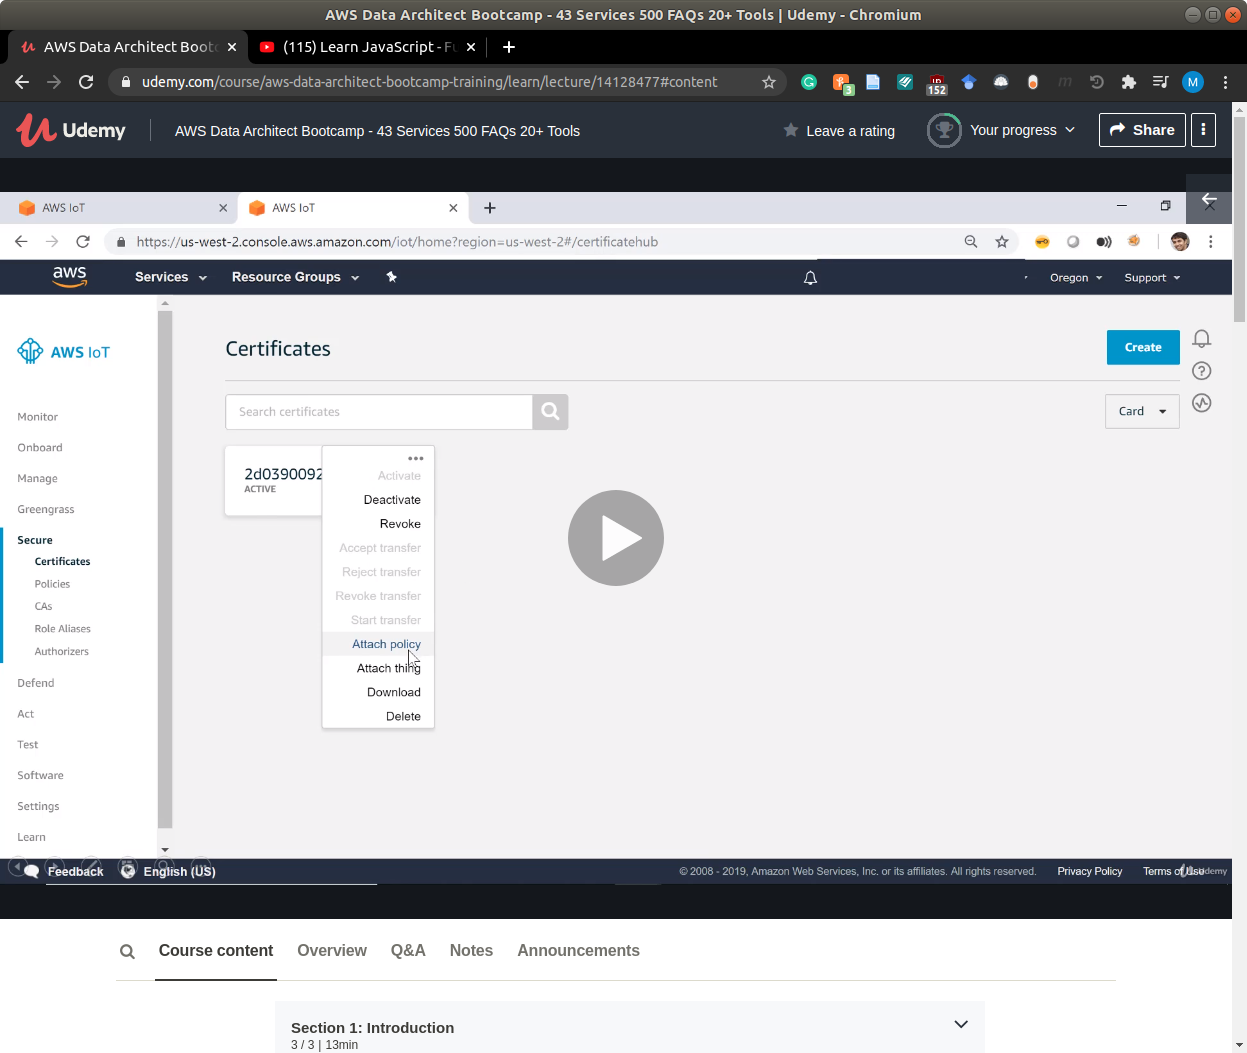 AWS Data Architect Bootcamp - 43 Services 500 FAQs 20+ Tools | Udemy - Chromium
AWS Data Architect Bootc
(115) Learn JavaScript - Fu
udemy.com/course/aws-data-architect-bootcamp-training/learn/lecture/14128477#content
3
152
M
Udemy
AWS Data Architect Bootcamp - 43 Services 500 FAQs 20+ Tools
Leave a rating
Your progress
Share
AWS IoT
AWS IoT
https://us-west-2.console.aws.amazon.com/iot/home?region=us-west-2#/certificatehub
aws
Services
Resource Groups
Oregon
Support
AWS IoT
Monitor
Onboard
Manage
Greengrass
Secure
Certificates
Policies
CAs
Role Aliases
Authorizers
Defend
Act
Test
Software
Settings
Learn
Certificates
Create
Search certificates
Card
2d0390092
ACTIVE
Activate
Deactivate
Revoke
Accept transfer
Reject transfer
Revoke transfer
Start transfer
Attach policy
Attach thing
Download
Delete
Feedback
English (US)
© 2008 - 2019, Amazon Web Services, Inc. or its affiliates. All rights reserved.
Privacy Policy
Terms of Use
Udemy
Course content
Overview
Q&A
Notes
Announcements
Section 1: Introduction
3 / 3 | 13min